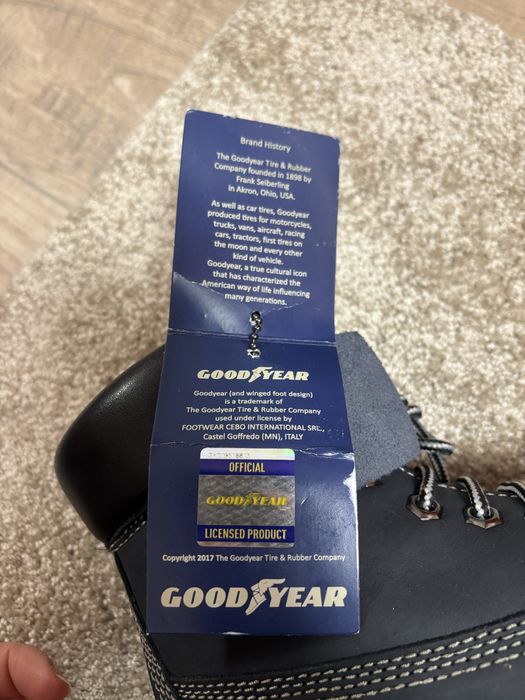 Brand History
The Goodyear Tire & Rubber
Company founded in 1898 by
Frank Seiberling
in Akron, Ohio, USA.
As well as car tires, Goodyear
produced tires for motorcycles,
trucks, vans, aircraft, racing
cars, tractors, first tires on
the moon and every other
kind of vehicle.
Goodyear, a true cultural icon
that has characterized the
American way of life influencing
many generations.
GOODYEAR
Goodyear (and winged foot design)
is a trademark of
The Goodyear Tire & Rubber Company
used under license by
FOOTWEAR CEBO INTERNATIONAL SRL,
Castel Goffredo (MN), ITALY
OFFICIAL
GOODYEAR
LICENSED PRODUCT
Copyright 2017 The Goodyear Tire & Rubber Company
GOODYEAR